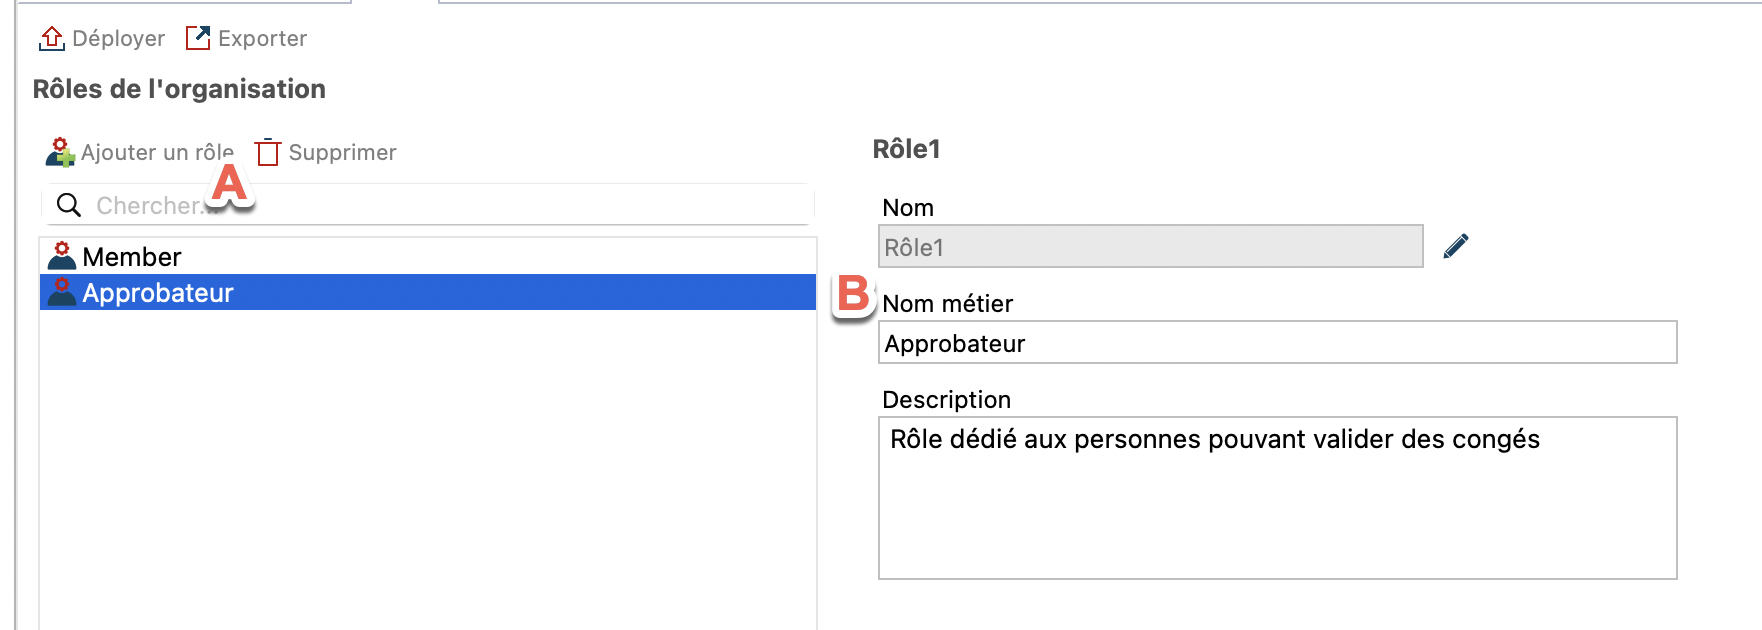 Déployer Exporter
Rôles de l'organisation
Ajouter un rôle Supprimer
A
Chercher...
Member
Approbateur
Rôle1
Nom
Rôle1
B
Nom métier
Approbateur
Description
Rôle dédié aux personnes pouvant valider des congés